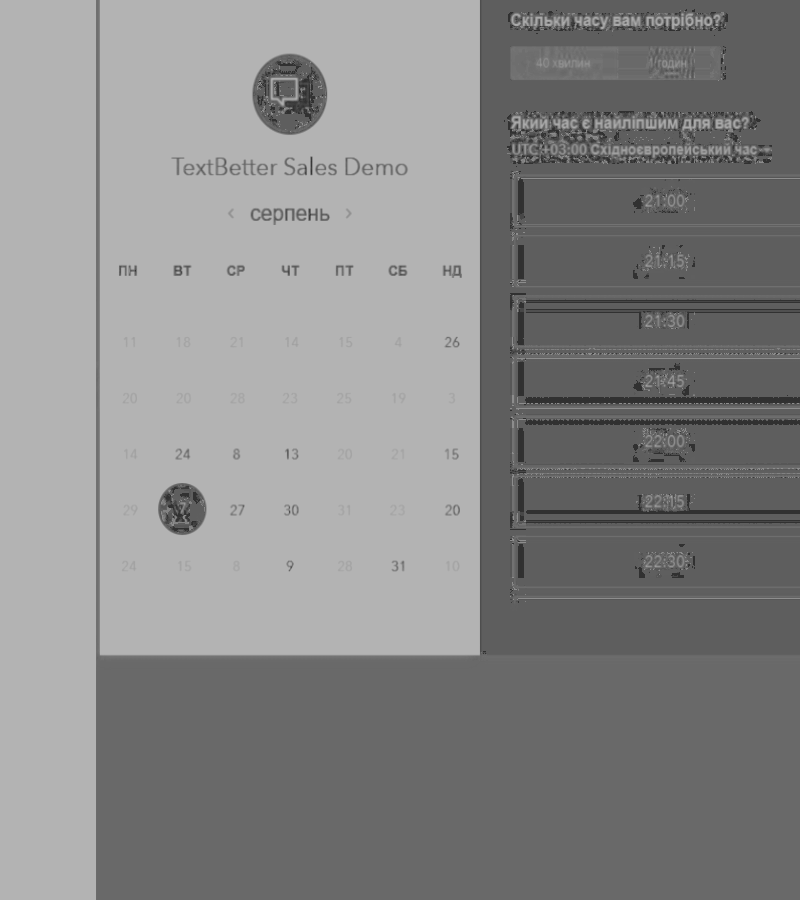 TextBetter Sales Demo
серпень
ПН ВТ СР ЧТ ПТ СБ НД
11 18 21 14 15 4 26
20 20 28 23 25 19 3
14 24 8 13 20 21 15
29 27 30 31 23 20
24 15 8 9 28 31 10
Скільки часу вам потрібно?
40 хвилин 1 годин
Який час є найліпшим для вас?
UTC +03:00 Східноєвропейський час
21:00
21:15
21:30
21:45
22:00
22:15
22:30